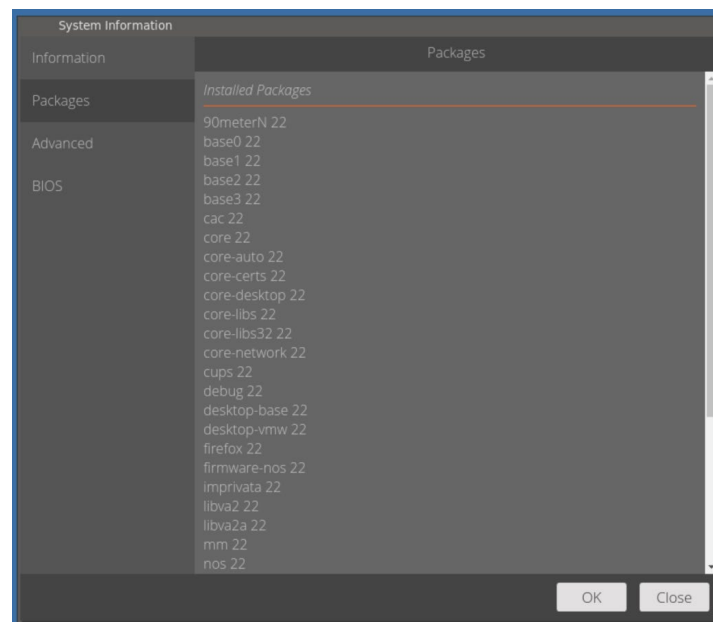 System Information
Information
Packages
Advanced
BIOS
Packages
Installed Packages
90meterN 22
base0 22
base1 22
base2 22
base3 22
cac 22
core 22
core-auto 22
core-certs 22
core-desktop 22
core-libs 22
core-libs32 22
core-network 22
cups 22
debug 22
desktop-base 22
desktop-vmw 22
firefox 22
firmware-nos 22
imprivata 22
libva2 22
libva2a 22
mm 22
nos 22
OK
Close